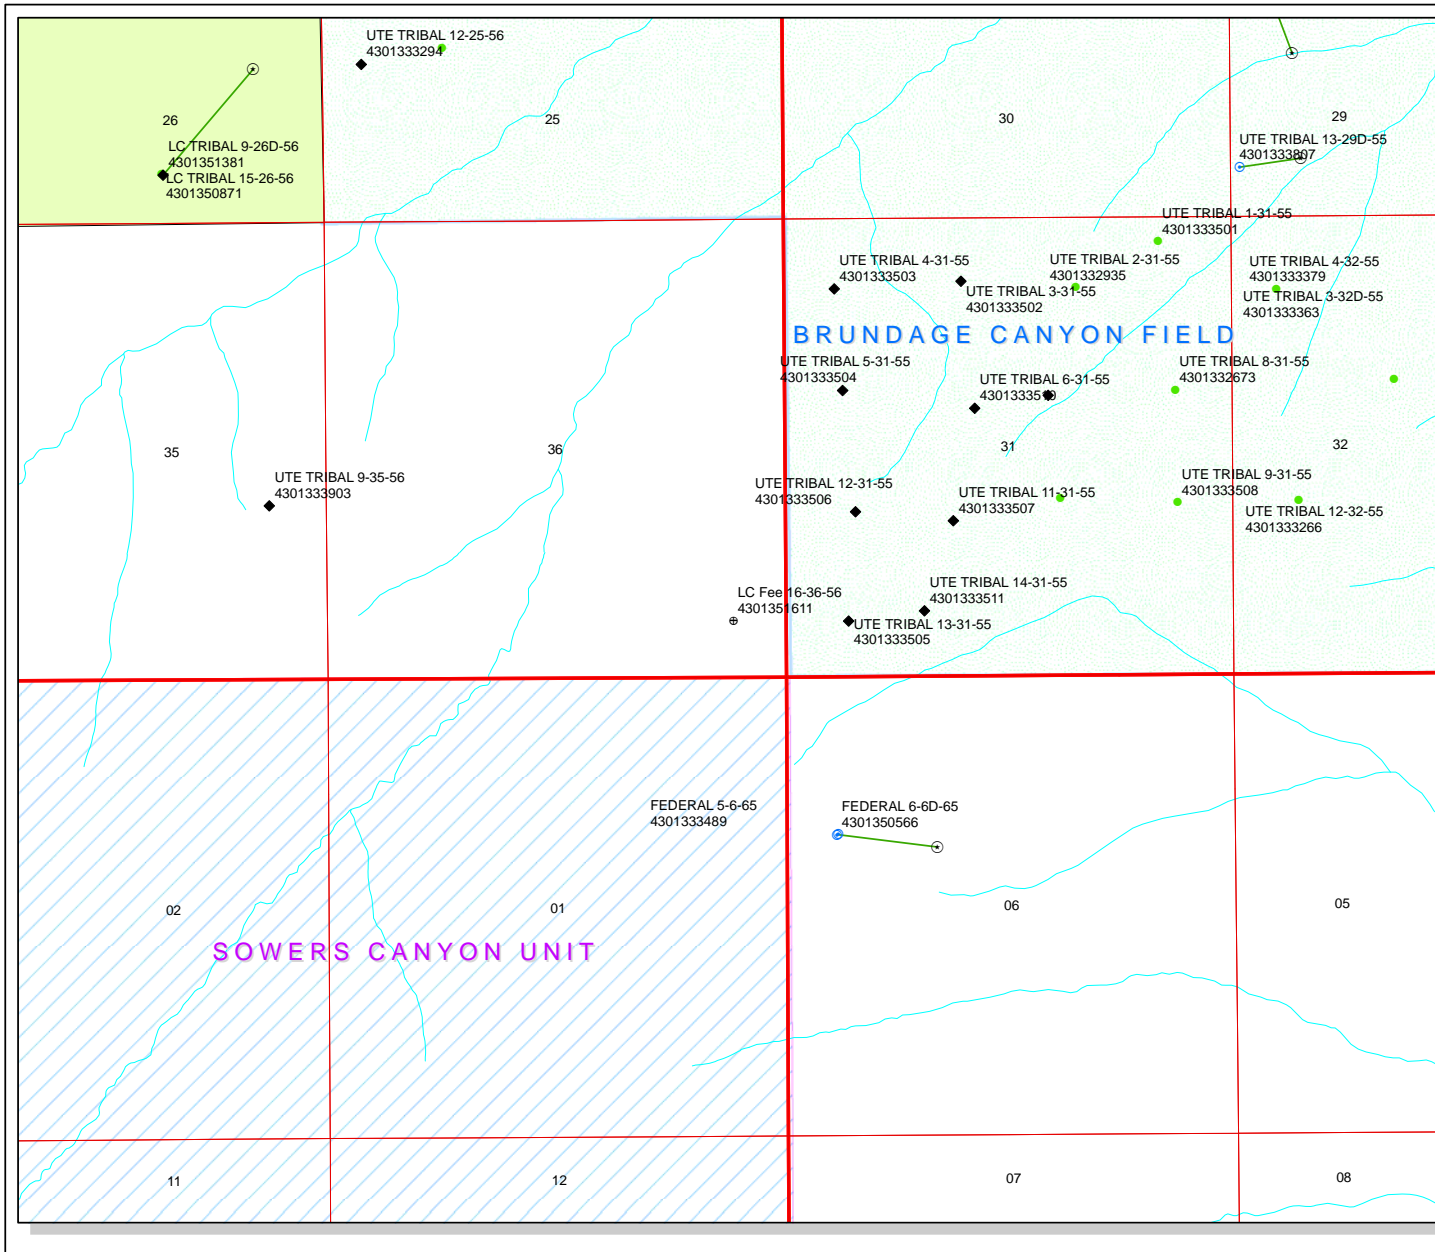 UTE TRIBAL 12-25-56
4301333294
26
25
30
29
LC TRIBAL 9-26D-56
4301351381
LC TRIBAL 15-26-56
4301350871
UTE TRIBAL 13-29D-55
4301333807
UTE TRIBAL 1-31-55
4301333501
UTE TRIBAL 4-31-55
4301333503
UTE TRIBAL 2-31-55
4301332935
UTE TRIBAL 4-32-55
4301333379
UTE TRIBAL 3-31-55
4301333502
UTE TRIBAL 3-32D-55
4301333363
BRUNDAGE CANYON FIELD
UTE TRIBAL 5-31-55
4301333504
UTE TRIBAL 6-31-55
UTE TRIBAL 8-31-55
4301332673
35
36
31
32
UTE TRIBAL 9-35-56
4301333903
UTE TRIBAL 12-31-55
4301333506
UTE TRIBAL 11-31-55
4301333507
UTE TRIBAL 9-31-55
4301333508
UTE TRIBAL 12-32-55
4301333266
LC Fee 16-36-56
4301351611
UTE TRIBAL 14-31-55
4301333511
UTE TRIBAL 13-31-55
4301333505
FEDERAL 5-6-65
4301333489
FEDERAL 6-6D-65
4301350566
02
01
06
05
SOWERS CANYON UNIT
11
12
07
08